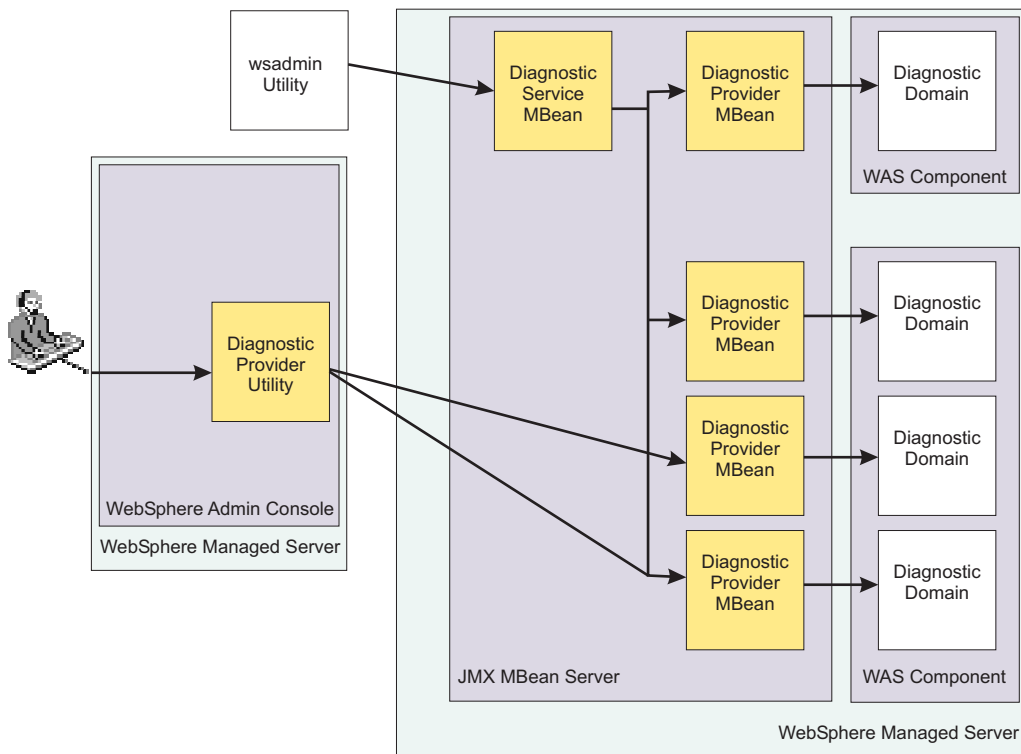 wsadmin
Utility
Diagnostic
Service
MBean
Diagnostic
Provider
MBean
Diagnostic
Domain
WAS Component
Diagnostic
Provider
MBean
Diagnostic
Domain
Diagnostic
Provider
Utility
Diagnostic
Provider
MBean
Diagnostic
Domain
WebSphere Admin Console
WebSphere Managed Server
Diagnostic
Provider
MBean
Diagnostic
Domain
JMX MBean Server
WAS Component
WebSphere Managed Server